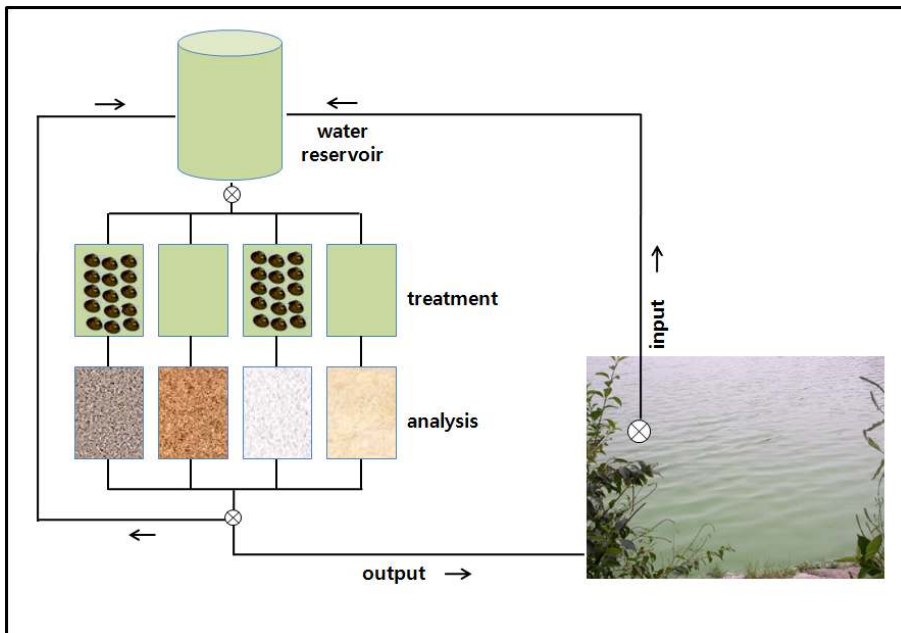 water
reservoir
treatment
input
analysis
output